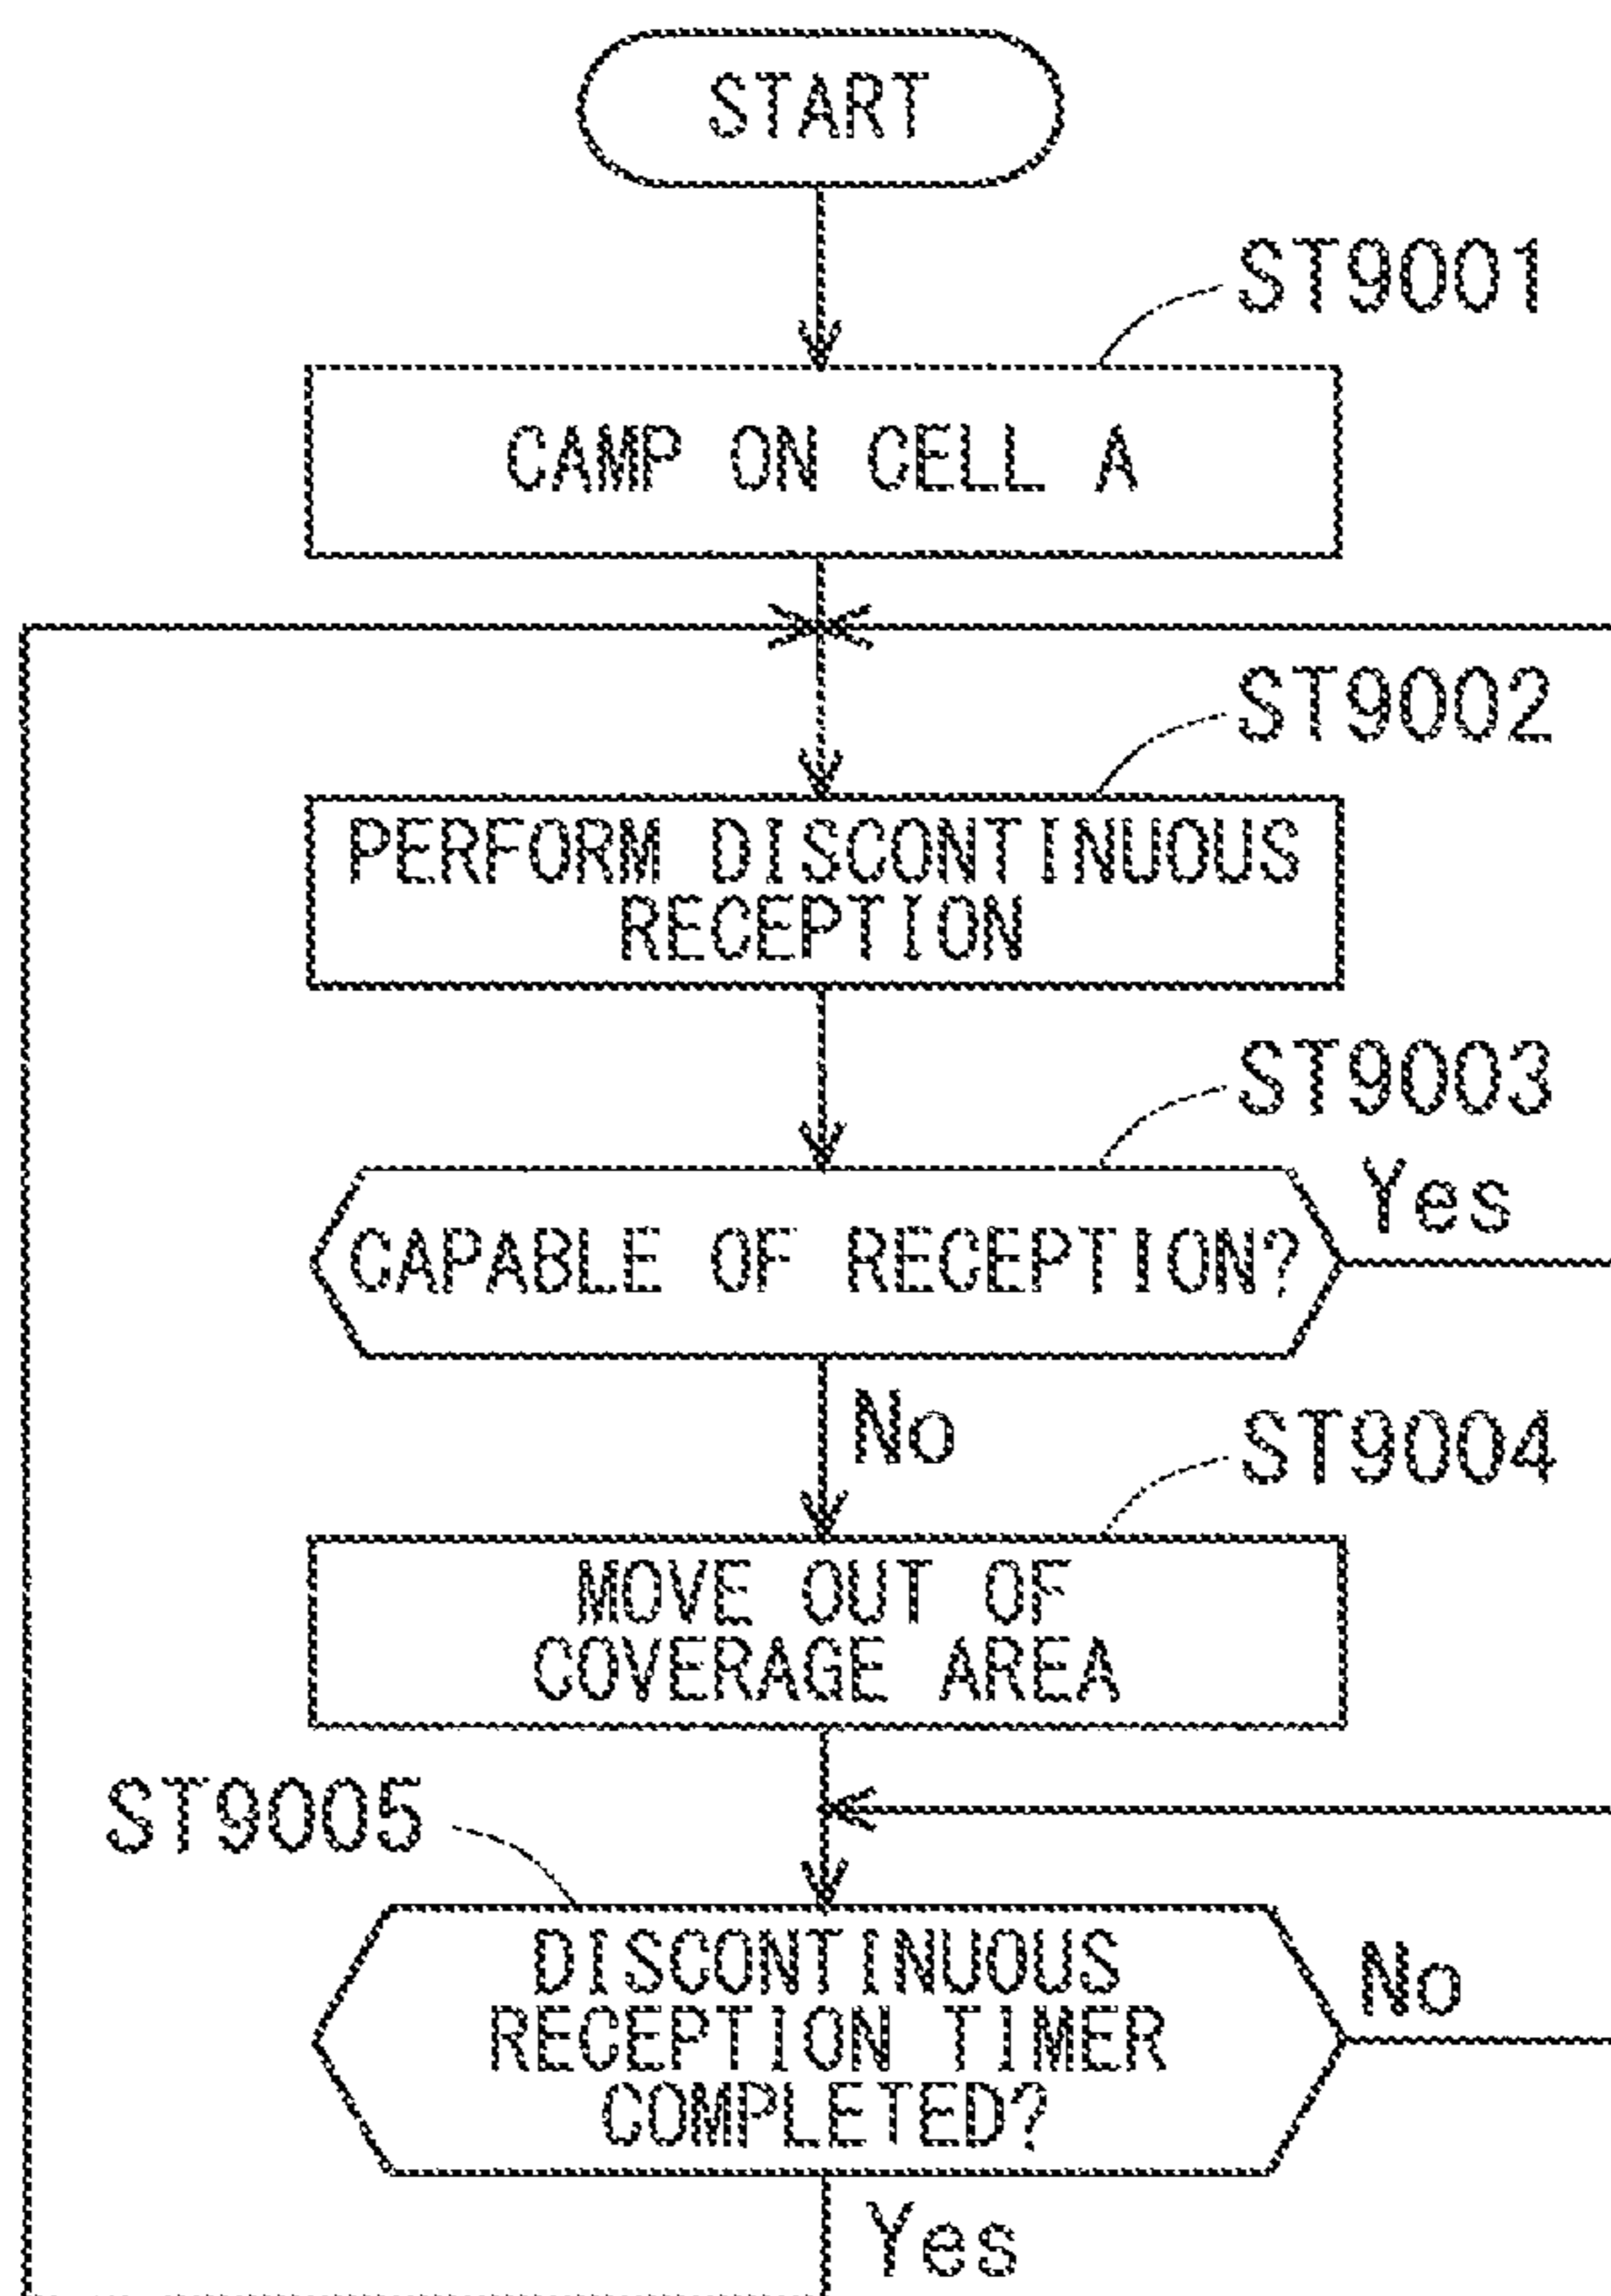 START
ST9001
CAMP ON CELL A
ST9002
PERFORM DISCONTINUOUS
RECEPTION
ST9003
Yes
CAPABLE OF RECEPTION?
No
ST9004
MOVE OUT OF
COVERAGE AREA
ST9005
DISCONTINUOUS
RECEPTION TIMER
COMPLETED?
No
Yes